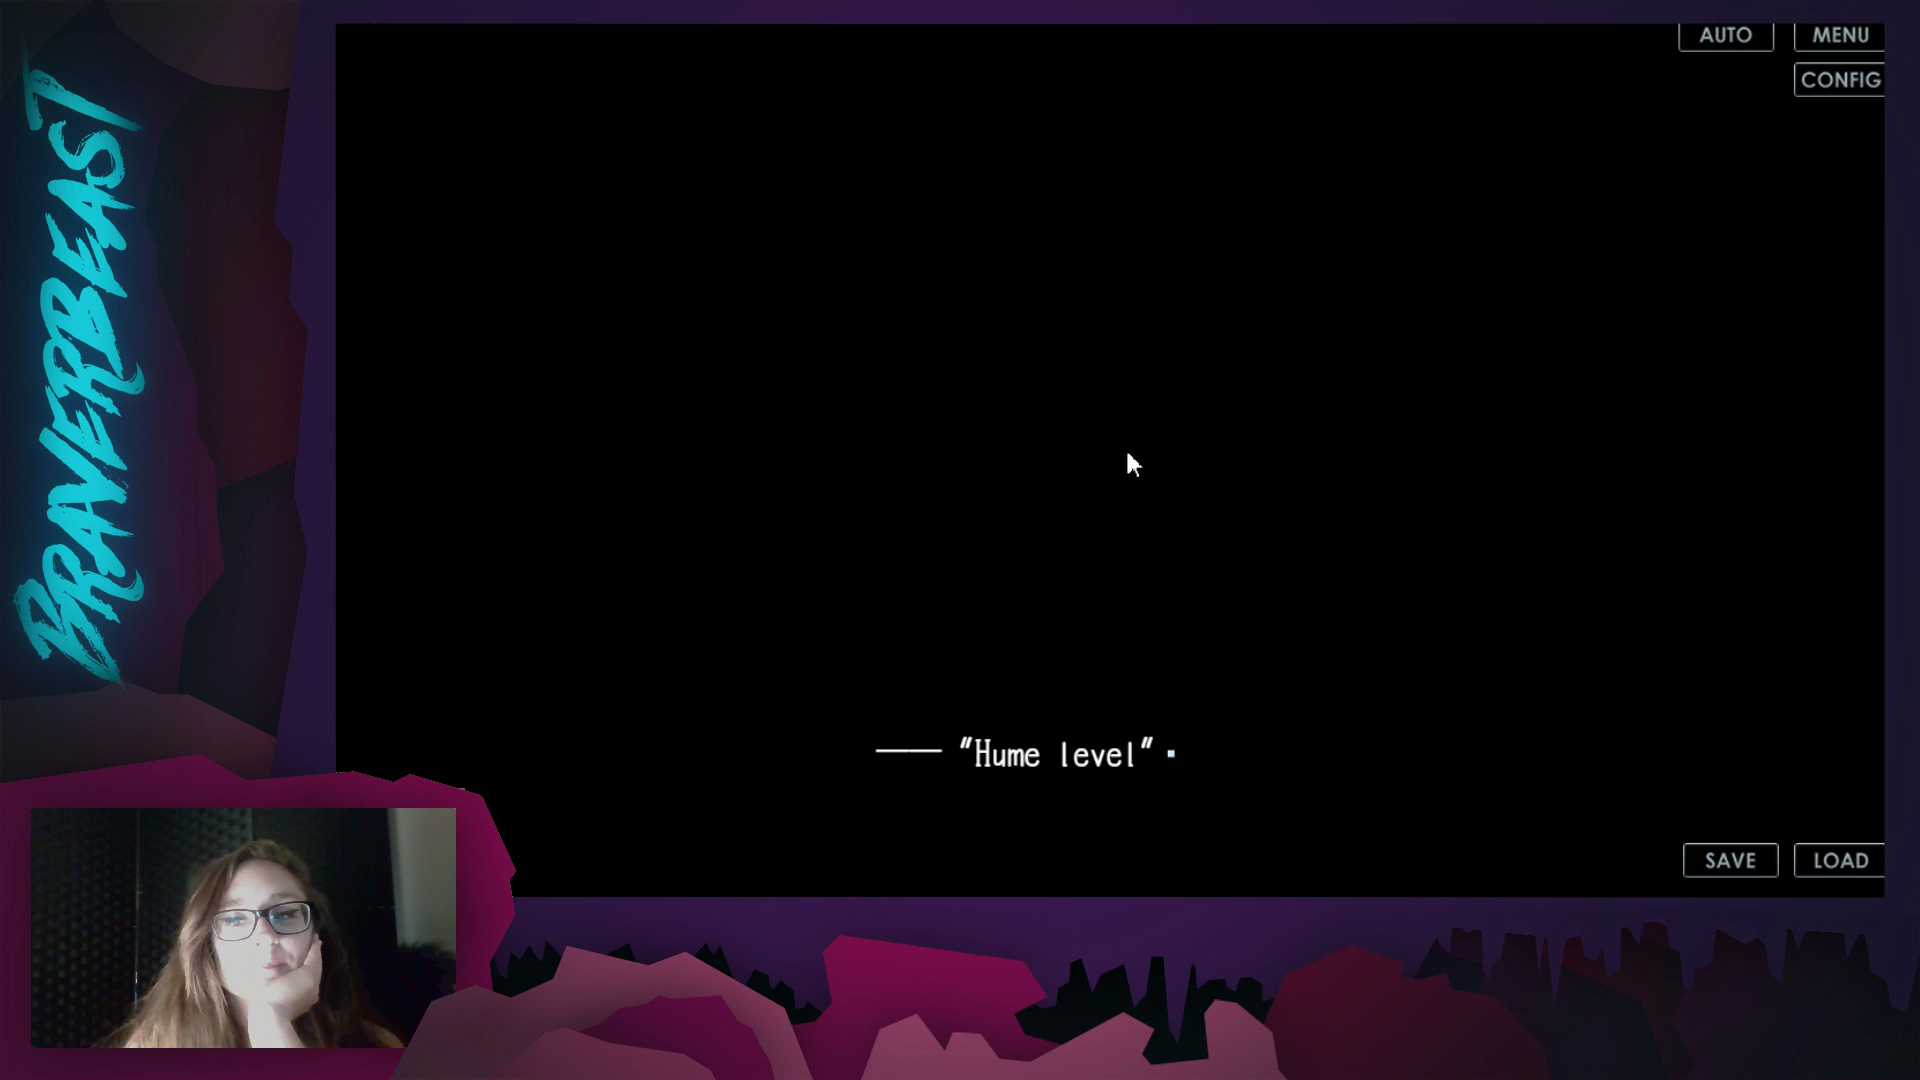 BRAVERBEAST
AUTO
MENU
CONFIG
—— "Hume level"
SAVE
LOAD